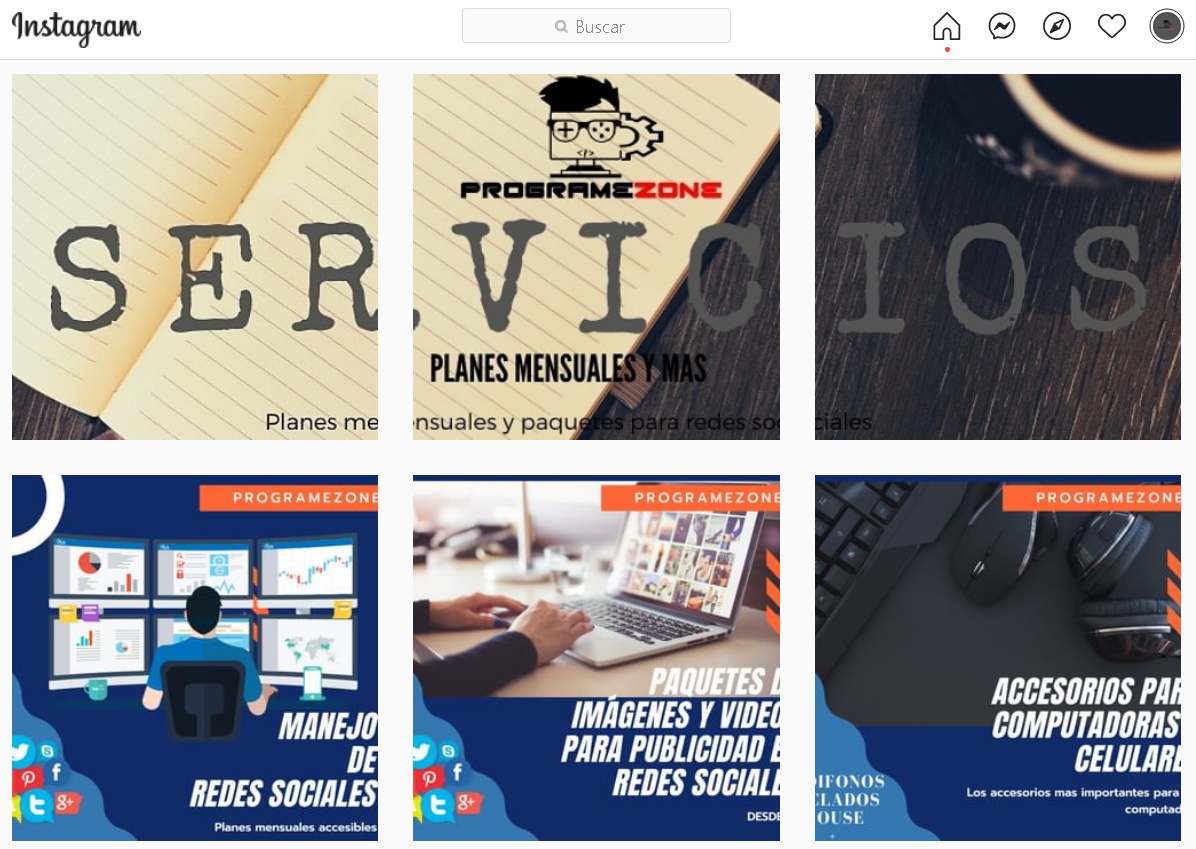 Instagram
Buscar
PROGRAMEZONE
SER
VIC
IOS
PLANES MENSUALES Y MAS
Planes me
nsuales y paquetes para redes soc
ciales
PROGRAMEZONE
MANEJO
DE
REDES SOCIALES
Planes mensuales accesibles
PROGRAMEZONE
PAQUETES D
IMÁGENES Y VIDEO
PARA PUBLICIDAD E
REDES SOCIALE
DESDE
PROGRAMEZONE
ACCESORIOS PAR
COMPUTADORAS
CELULARE
Los accesorios mas importantes para
computad
DIFONOS
CLADOS
OUSE